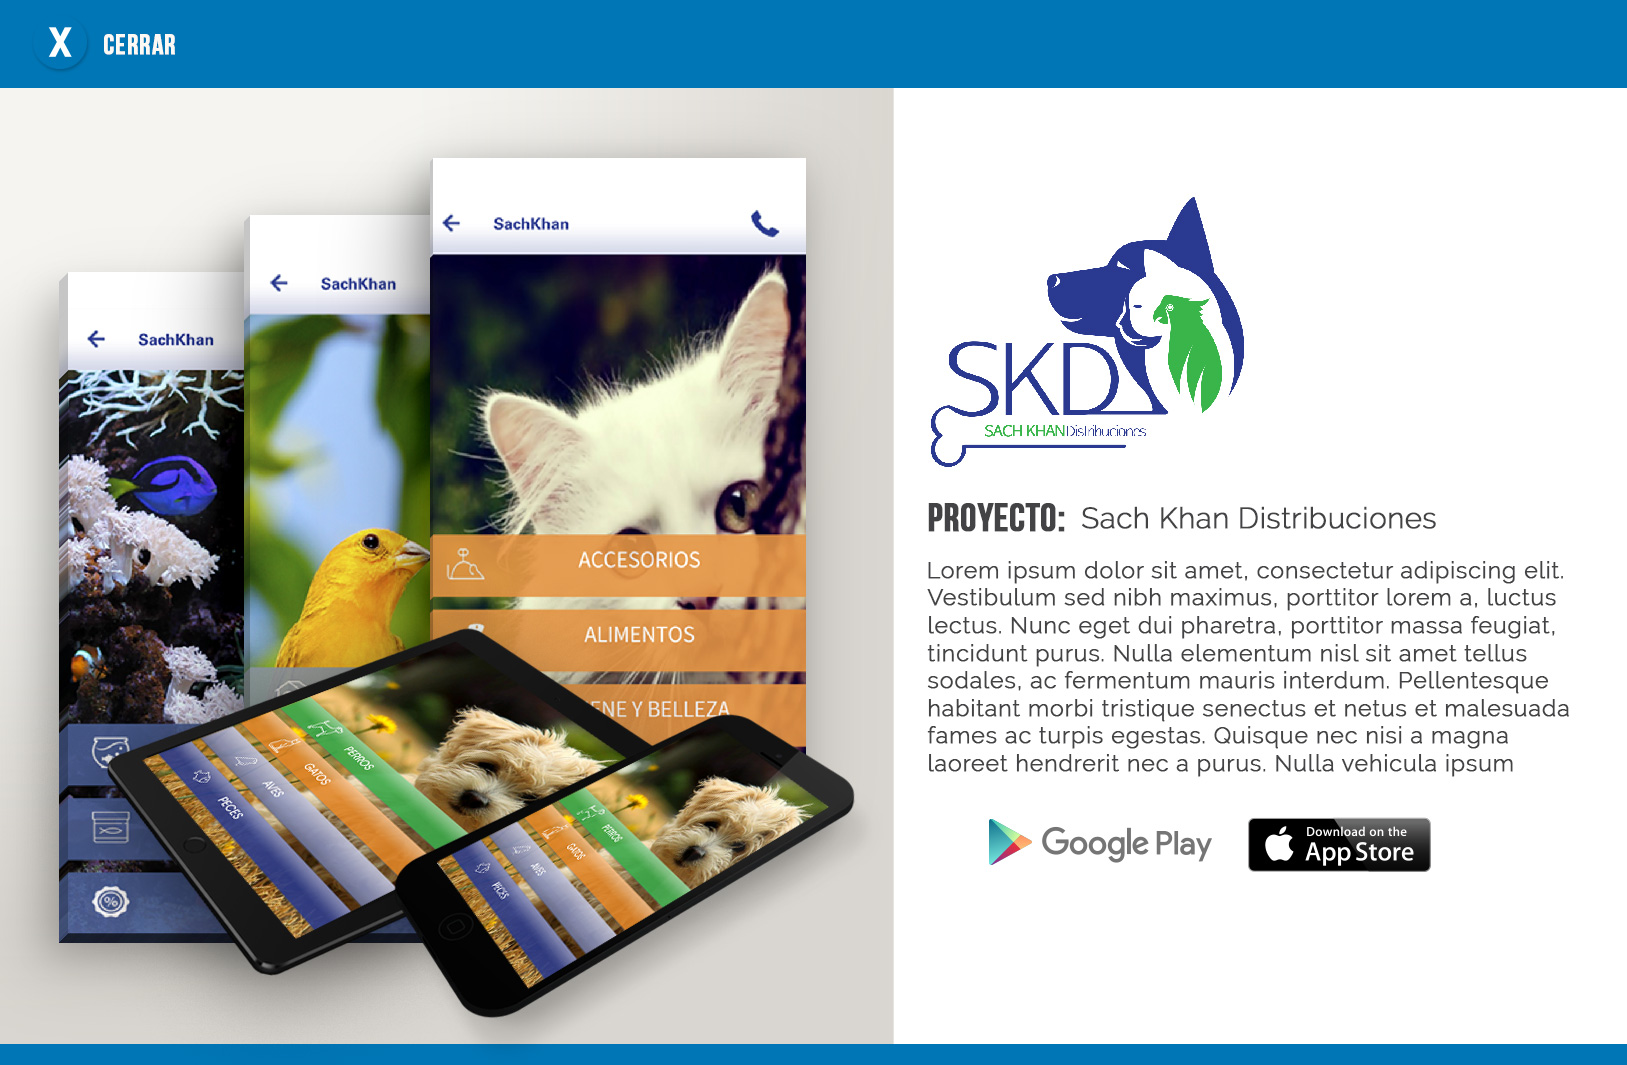 X CERRAR
SachKhan
SachKhan
SachKhan
ACCESORIOS
ALIMENTOS
ENE Y BELLEZA
PERROS
GATOS
AVES
PECES
PERROS
GATOS
AVES
PECES
%
SKD
SACH KHAN Distribuciones
PROYECTO: Sach Khan Distribuciones
Lorem ipsum dolor sit amet, consectetur adipiscing elit.
Vestibulum sed nibh maximus, porttitor lorem a, luctus
lectus. Nunc eget dui pharetra, porttitor massa feugiat,
tincidunt purus. Nulla elementum nisl sit amet tellus
sodales, ac fermentum mauris interdum. Pellentesque
habitant morbi tristique senectus et netus et malesuada
fames ac turpis egestas. Quisque nec nisi a magna
laoreet hendrerit nec a purus. Nulla vehicula ipsum
Google Play
Download on the
App Store